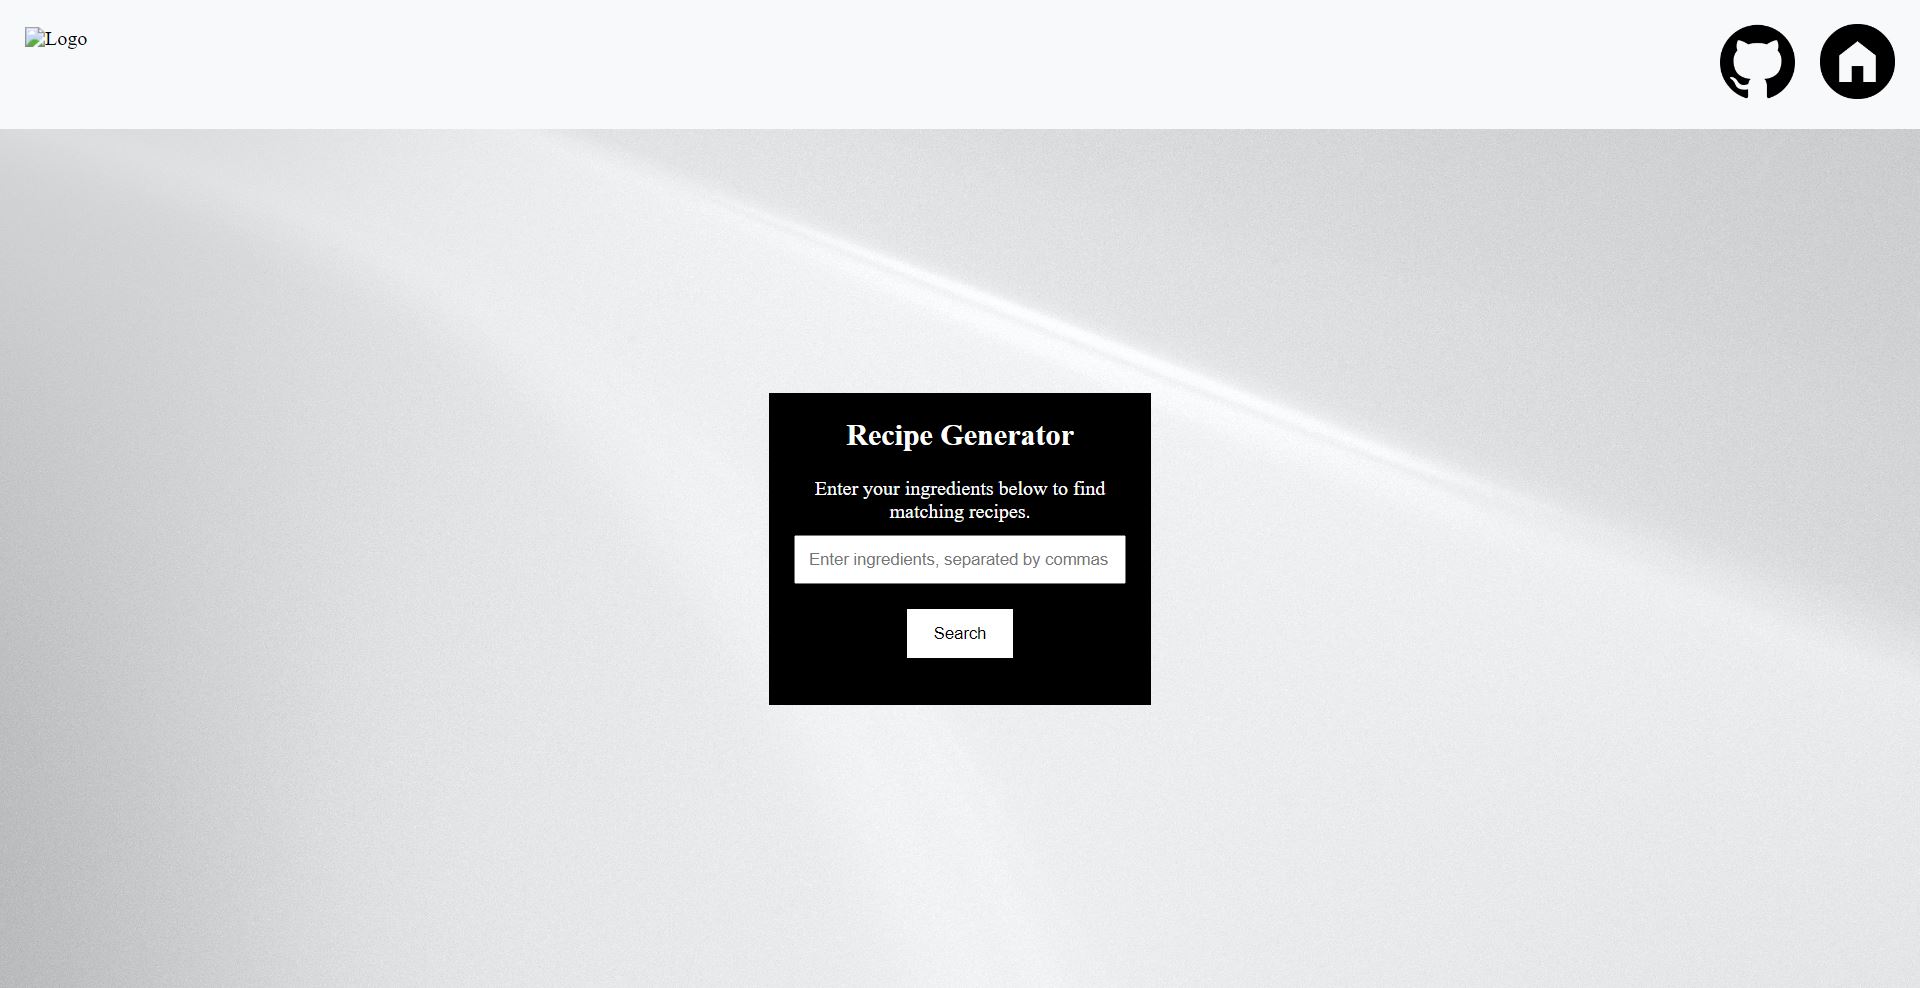 Logo
Recipe Generator
Enter your ingredients below to find
matching recipes.
Enter ingredients, separated by commas
Search